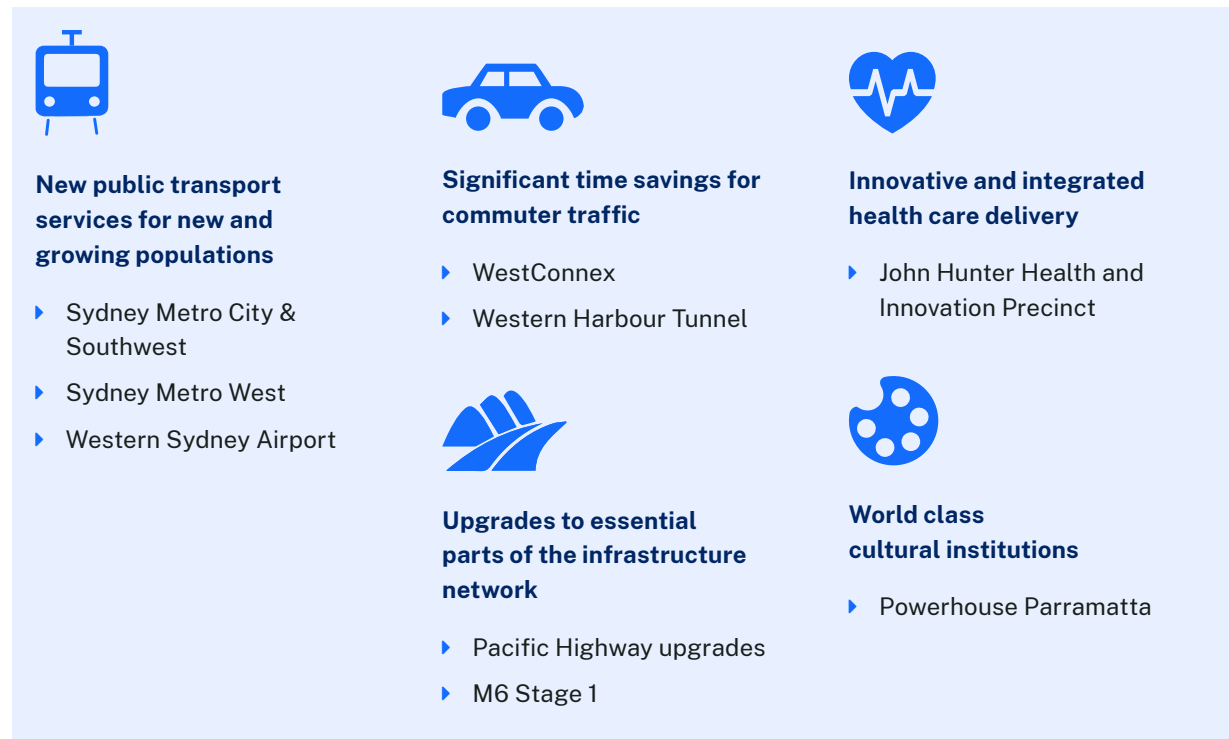 New public transport
services for new and
growing populations
Sydney Metro City &
Southwest
Sydney Metro West
Western Sydney Airport
Significant time savings for
commuter traffic
WestConnex
Western Harbour Tunnel
Upgrades to essential
parts of the infrastructure
network
Pacific Highway upgrades
M6 Stage 1
Innovative and integrated
health care delivery
John Hunter Health and
Innovation Precinct
World class
cultural institutions
Powerhouse Parramatta